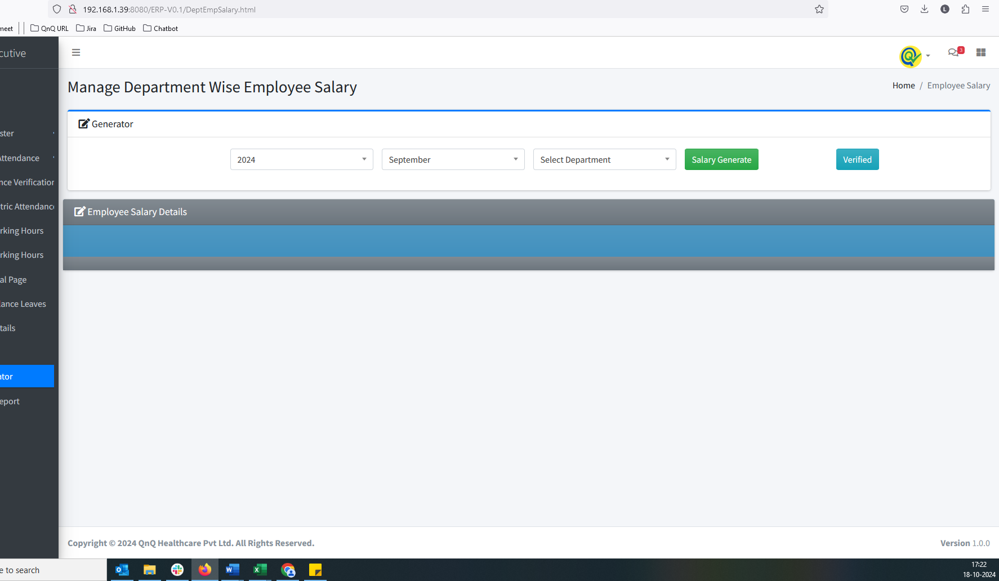 192.168.1.39:8080/ERP-V0.1/DeptEmpSalary.html
L
meet
QnQ URL
Jira
GitHub
Chatbot
cutive
3
Manage Department Wise Employee Salary
Home / Employee Salary
Generator
ster
Attendance
nce Verification
tric Attendance
rking Hours
rking Hours
al Page
lance Leaves
tails
ator
eport
2024
September
Select Department
Salary Generate
Verified
Employee Salary Details
Copyright © 2024 QnQ Healthcare Pvt Ltd. All Rights Reserved.
Version 1.0.0
e to search
17:22
18-10-2024